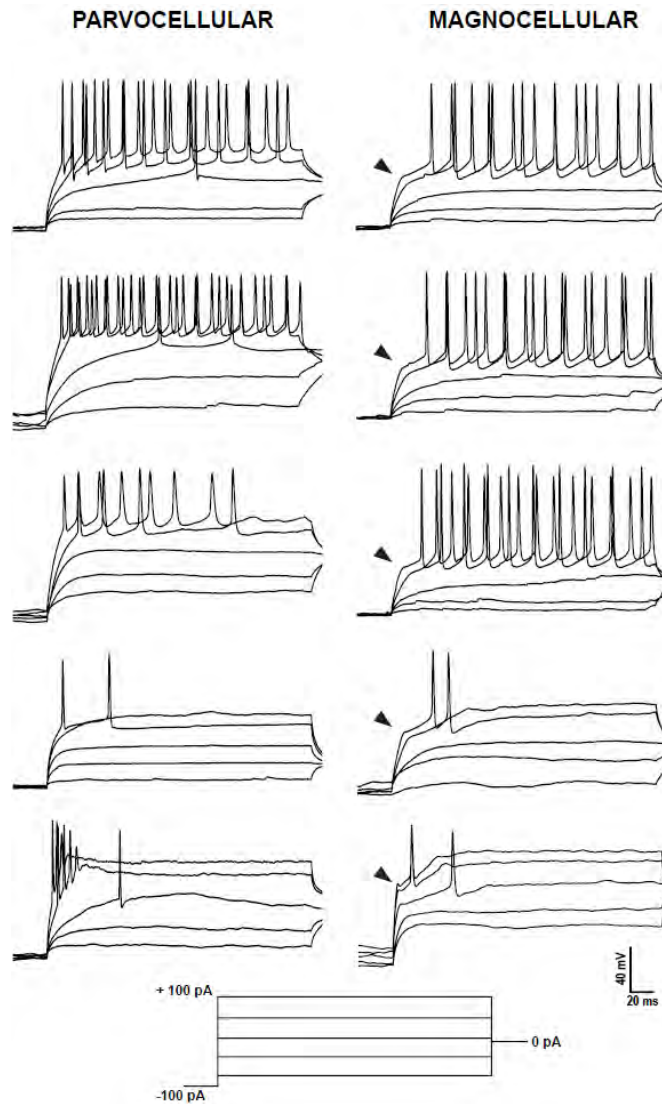 PARVOCELLULAR
MAGNOCELLULAR
40 mV
20 ms
+ 100 pA
0 pA
-100 pA